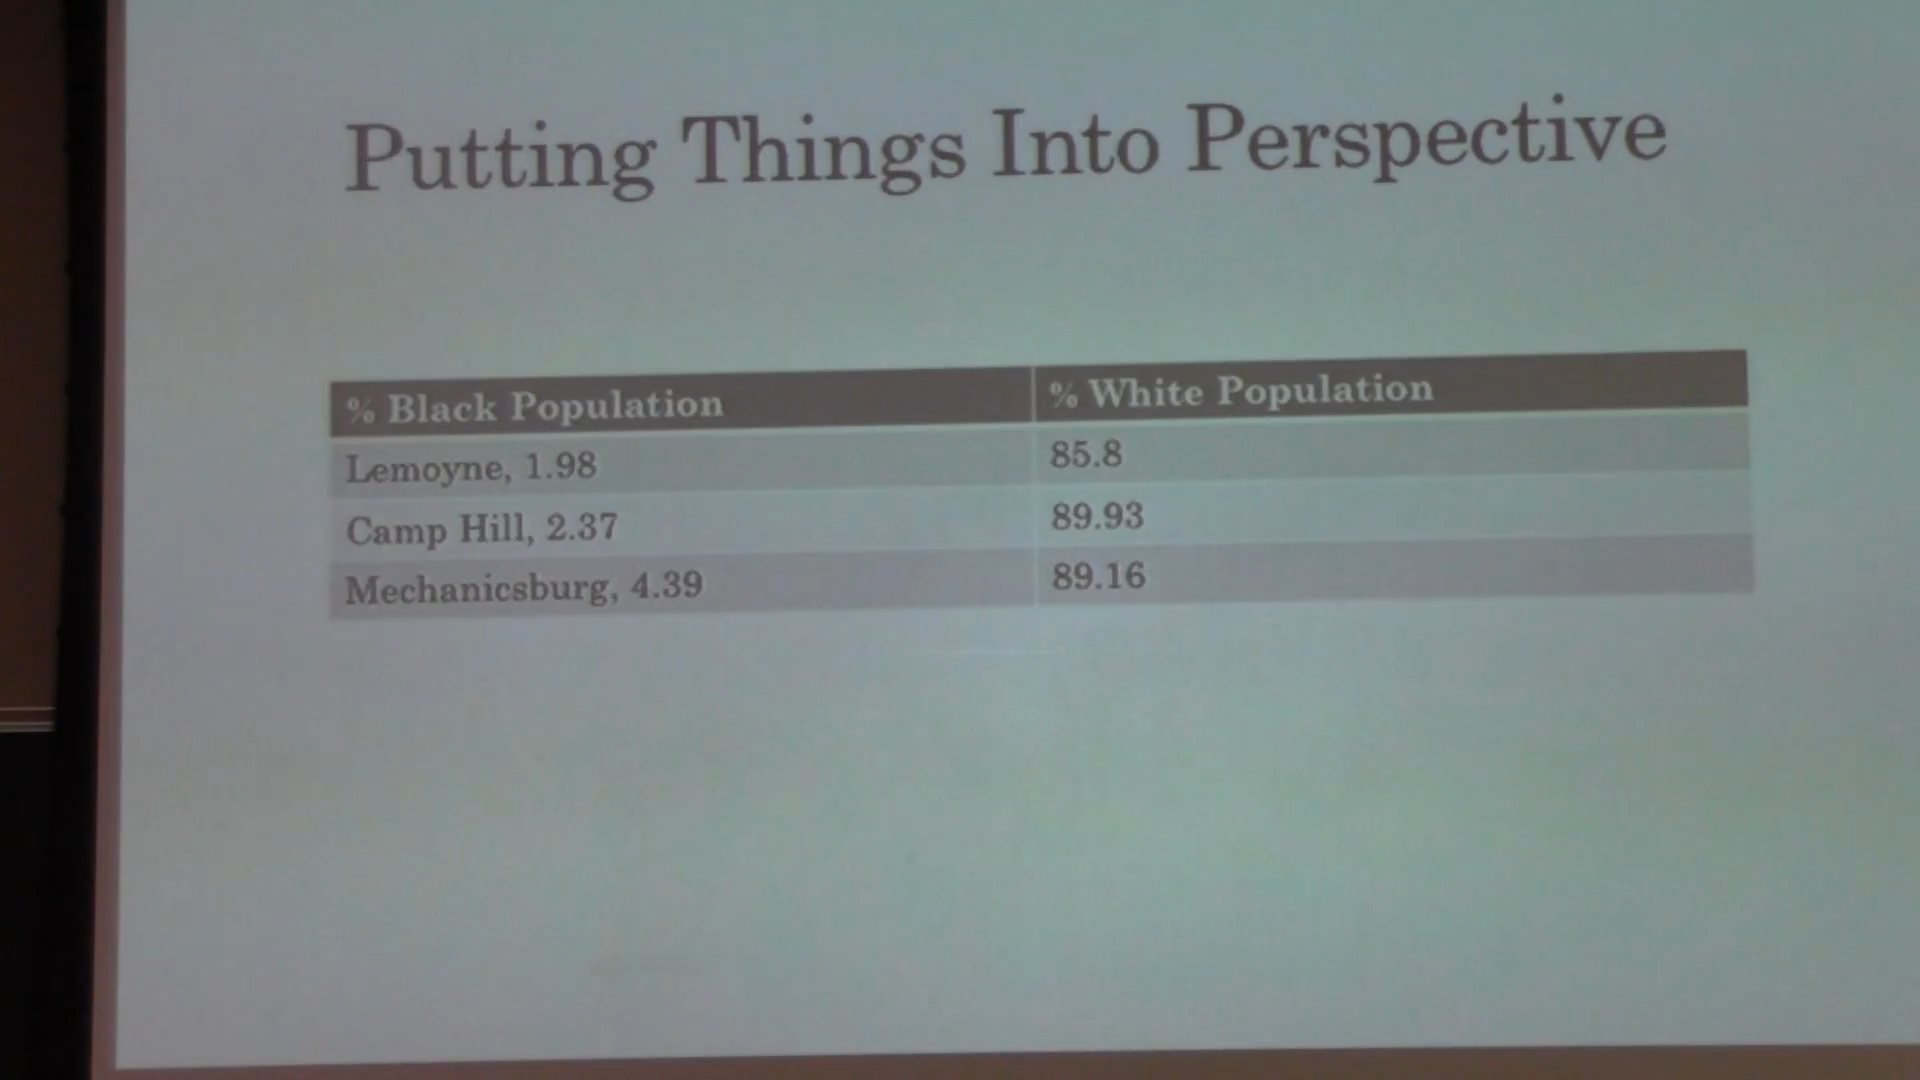 Putting Things Into Perspective
% Black Population % White Population
Lemoyne, 1.98 85.8
Camp Hill, 2.37 89.93
Mechanicsburg, 4.39 89.16